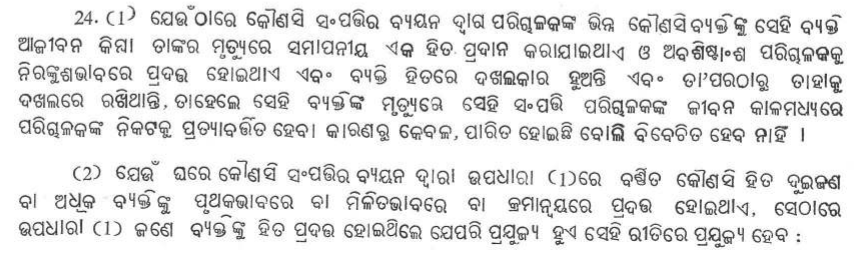 24. (1) ଯେଉଁଠାରେ କୌଣସି ସଂପତ୍ତିର ବ୍ୟୟନ ଦ୍ୱାରା ପରିଗ୍ଳକଙ୍କ ଭିନ୍ନ କୌଣସି ବ୍ୟକ୍ତିଙ୍କୁ ସେହି ବ୍ୟକ୍ତି
ଆଜୀବନ କିମ୍ବା ତାଙ୍କର ମୃତ୍ୟୁରେ ସମାପନୀୟ ଏକ ହିତ ପ୍ରଦାନ କରାଯାଇଥାଏ ଓ ଅବଶିଷ୍ଟାଂଶ ପରିଗ୍ଳକକୁ
ନିରଙ୍କୁଶଭାବରେ ପ୍ରଦତ୍ତ ହୋଇଥାଏ ଏବଂ ବ୍ୟକ୍ତି ହିତରେ ଦଖଲକାର ହୁଅନ୍ତି ଏବଂ ତା'ପରଠାରୁ ତାହାକୁ
ଦଖଲରେ ରଖିଥାନ୍ତି, ତାହେଲେ ସେହି ବ୍ୟକ୍ତିଙ୍କ ମୃତ୍ୟୁରେ ସେହି ସଂପତ୍ତି ପରିଗ୍ଳକଙ୍କ ଜୀବନ କାଳମଧ୍ୟରେ
ପରିଗ୍ଳକଙ୍କ ନିକଟକୁ ପ୍ରତ୍ୟାବର୍ତ୍ତିତ ହେବା କାରଣରୁ କେବଳ, ପାରିତ ହୋଇଛି ବୋଲି ବିବେଚିତ ହେବ ନାହିଁ ।
(2) ଯେଉଁ ଘରେ କୌଣସି ସଂପତ୍ତିର ବ୍ୟୟନ ଦ୍ୱାରା ଉପଧାରା (1)ରେ ବର୍ଣ୍ଣିତ କୌଣସି ହିତ ଦୁଇଜଣ
ବା ଅଧିକ ବ୍ୟକ୍ତିଙ୍କୁ ପୃଥକଭାବରେ ବା ମିଳିତଭାବରେ ବା କ୍ରମାନ୍ୱୟରେ ପ୍ରଦତ୍ତ ହୋଇଥାଏ, ସେଠାରେ
ଉପଧାରା (1) ଜଣେ ବ୍ୟକ୍ତିଙ୍କୁ ହିତ ପ୍ରଦତ୍ତ ହୋଇଥିଲେ ଯେପରି ପ୍ରଯୁଜ୍ୟ ହୁଏ ସେହି ରୀତିରେ ପ୍ରଯୁଜ୍ୟ ହେବ :